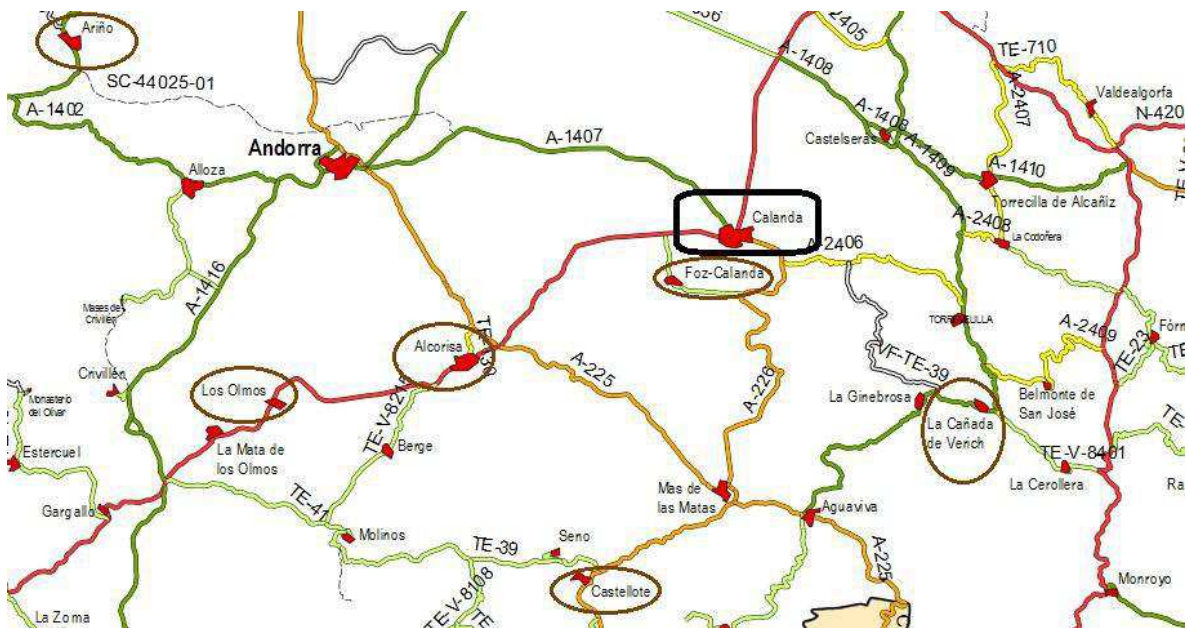 Ariño
SC-44025-01
A-1402
Andorra
Alloza
A-1407
A-1408
A-2405
TE-710
A-2407
Valdealgorfa
N-420
A-1408
Castelserás
A-1409
A-1410
Torrecilla de Alcañiz
A-2408
La Codoñera
Calanda
A-2406
Foz-Calanda
A-1416
Mases de
Crivillén
Crivillén
Monasterio
del Olivar
Estercuel
Gargallo
La Zoma
Los Olmos
La Mata de
los Olmos
Alcorisa
Berge
TE-41
Molinos
TE-39
Seno
TE-V-8108
Castellote
A-225
A-226
Mas de
las Matas
Aguaviva
A-225
VF-TE-39
La Ginebrosa
La Cañada
de Verich
TORREVELILLA
A-2409
Belmonte de
San José
TE-23
TE-V-8401
La Cerollera
Monroyo